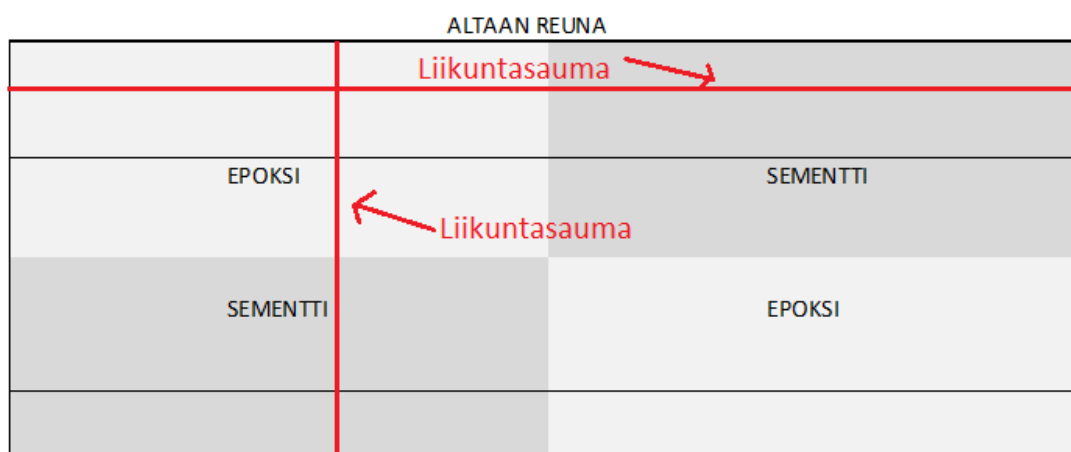 ALTAAN REUNA
Liikuntasauma
EPOKSI
SEMENTTI
Liikuntasauma
SEMENTTI
EPOKSI